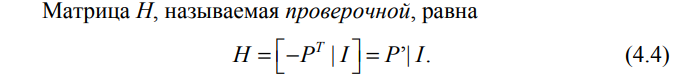 Матрица H, называемая проверочной, равна
H = [−P^T | I] = P’| I. (4.4)